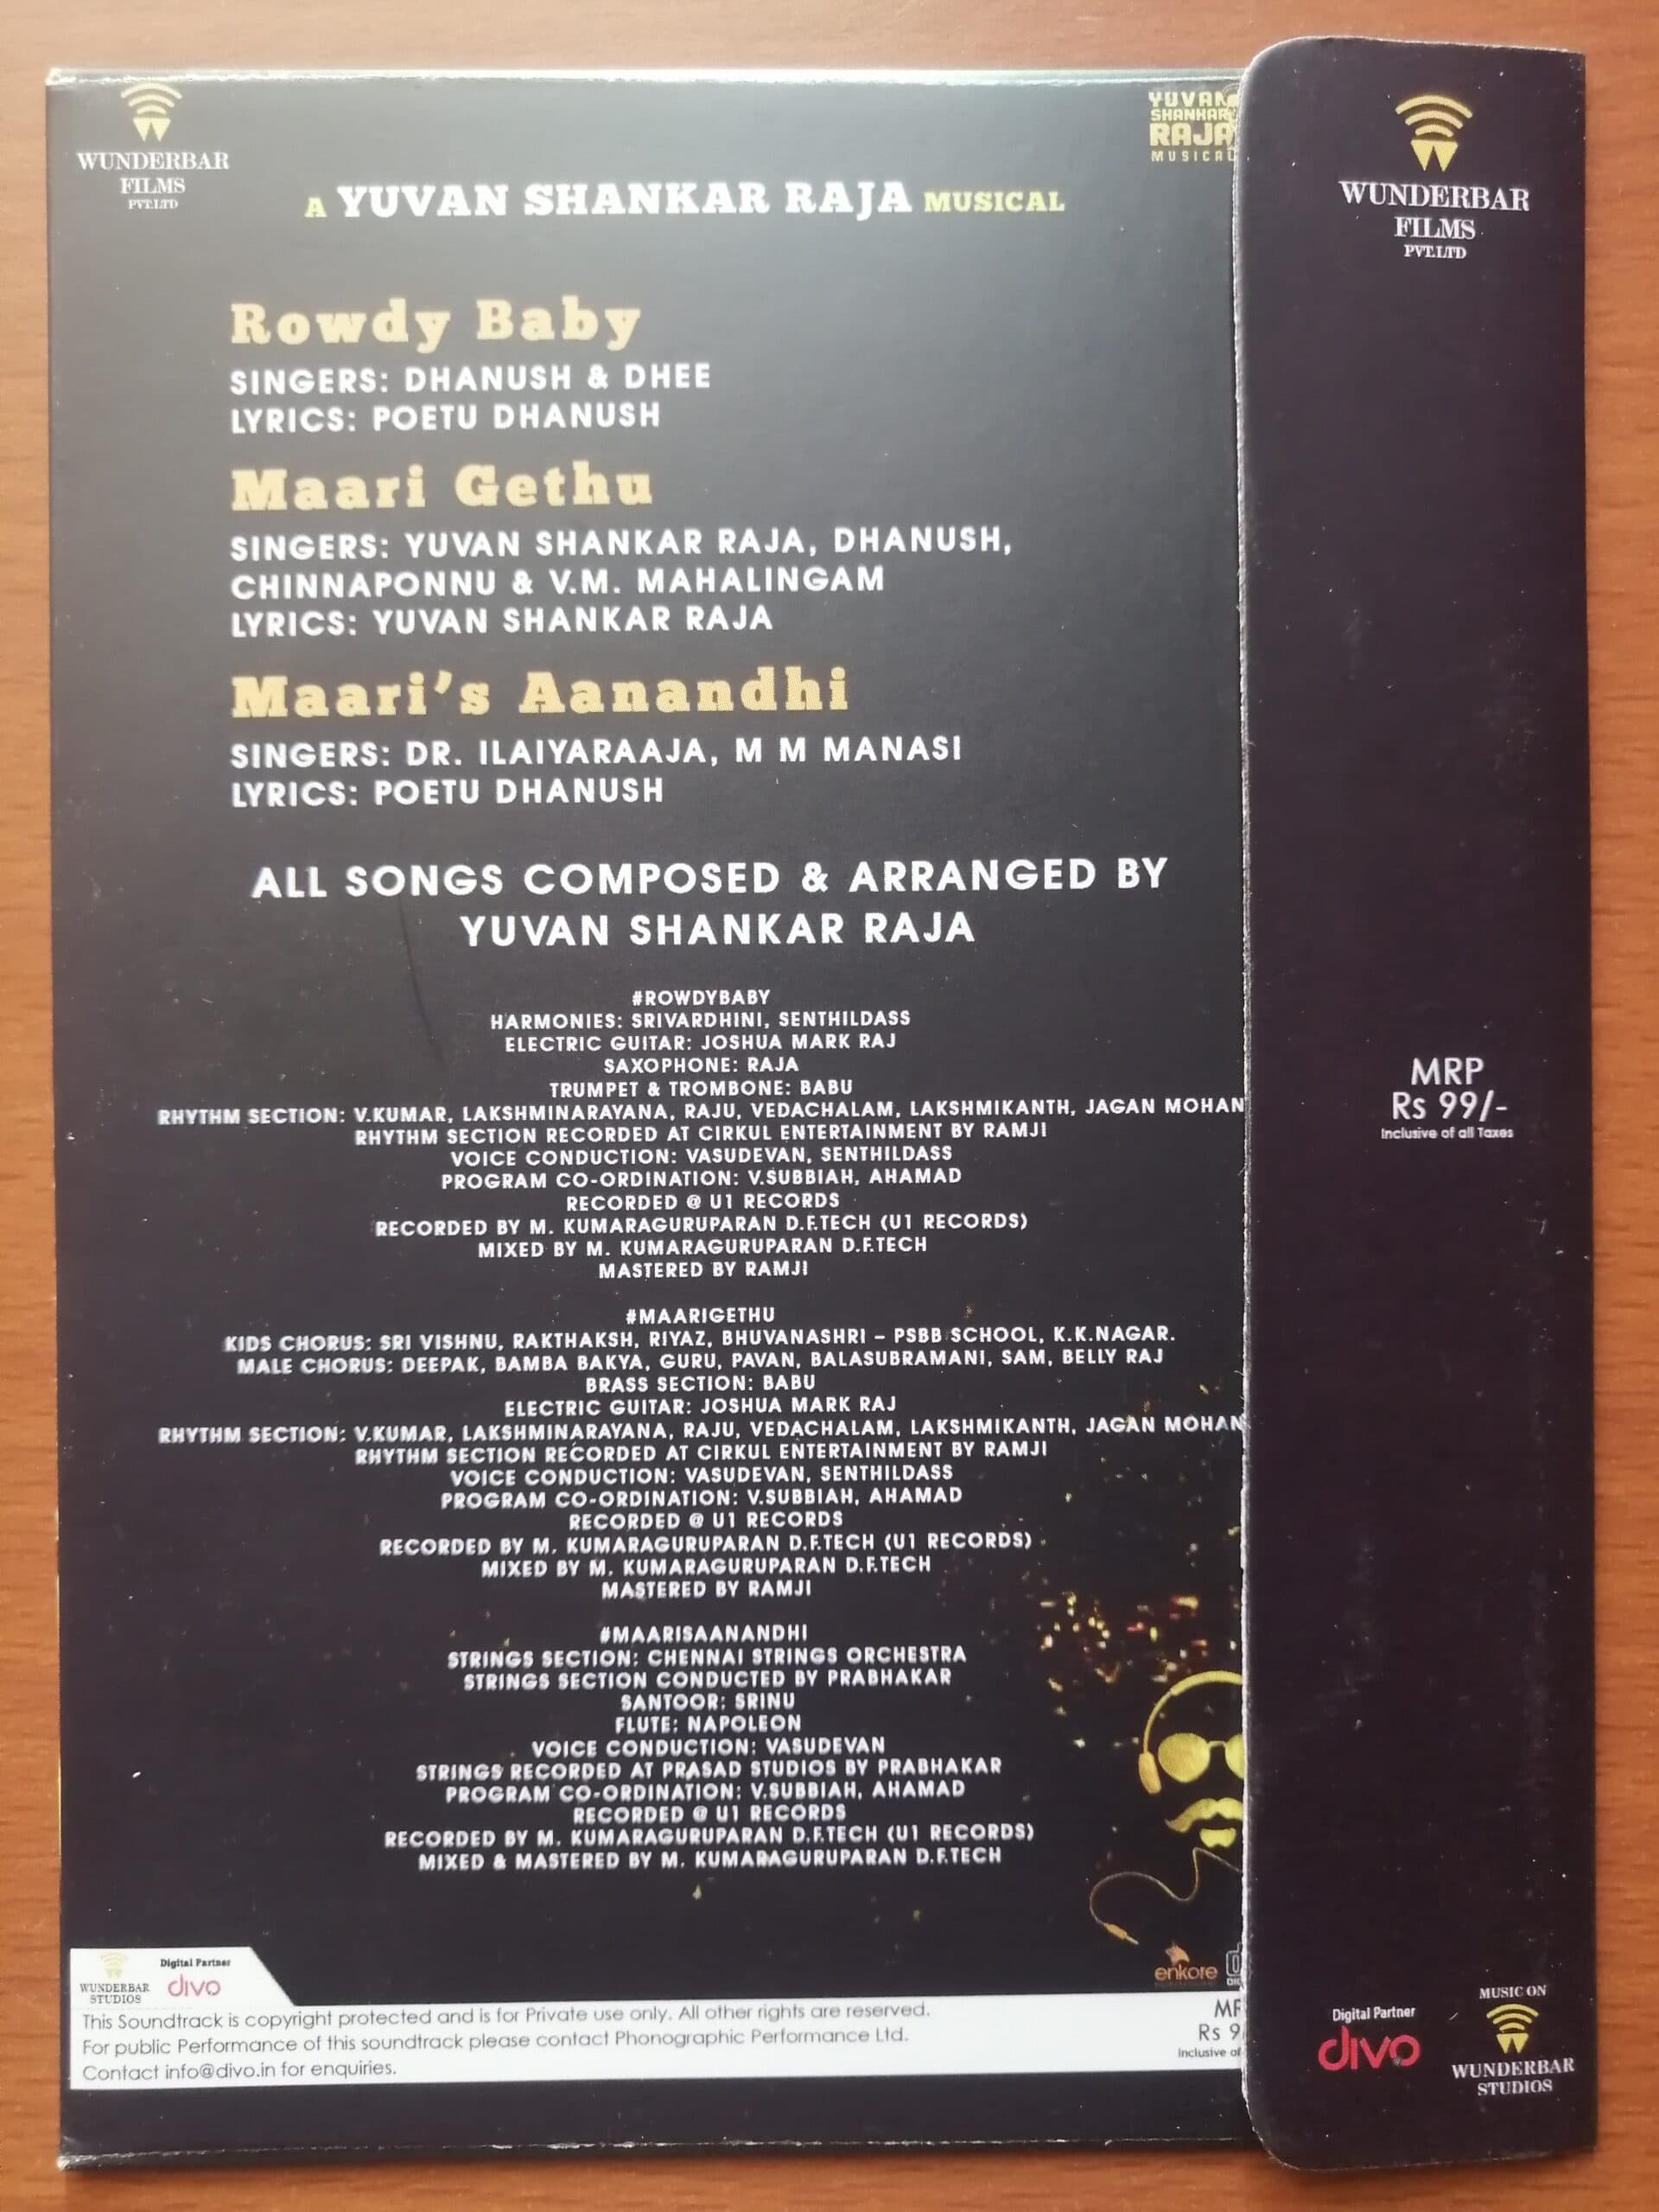 WUNDERBAR
FILMS
PVT.LTD
YUVAN
SHANKAR
RAJA
MUSICAL
A YUVAN SHANKAR RAJA MUSICAL
Rowdy Baby
SINGERS: DHANUSH & DHEE
LYRICS: POETU DHANUSH
Maari Gethu
SINGERS: YUVAN SHANKAR RAJA, DHANUSH,
CHINNAPONNU & V.M. MAHALINGAM
LYRICS: YUVAN SHANKAR RAJA
Maari's Aanandhi
SINGERS: DR. ILAIYARAAJA, M M MANASI
LYRICS: POETU DHANUSH
ALL SONGS COMPOSED & ARRANGED BY
YUVAN SHANKAR RAJA
#ROWDYBABY
HARMONIES: SRIVARDHINI, SENTHILDASS
ELECTRIC GUITAR: JOSHUA MARK RAJ
SAXOPHONE: RAJA
TRUMPET & TROMBONE: BABU
RHYTHM SECTION: V.KUMAR, LAKSHMINARAYANA, RAJU, VEDACHALAM, LAKSHMIKANTH, JAGAN MOHAN
RHYTHM SECTION RECORDED AT CIRKUL ENTERTAINMENT BY RAMJI
VOICE CONDUCTION: VASUDEVAN, SENTHILDASS
PROGRAM CO-ORDINATION: V.SUBBIAH, AHAMAD
RECORDED @ U1 RECORDS
RECORDED BY M. KUMARAGURUPARAN D.F.TECH (U1 RECORDS)
MIXED BY M. KUMARAGURUPARAN D.F.TECH
MASTERED BY RAMJI
#MAARIGETHU
KIDS CHORUS: SRI VISHNU, RAKTHAKSH, RIYAZ, BHUVANASHRI – PSBB SCHOOL, K.K.NAGAR.
MALE CHORUS: DEEPAK, BAMBA BAKYA, GURU, PAVAN, BALASUBRAMANI, SAM, BELLY RAJ
BRASS SECTION: BABU
ELECTRIC GUITAR: JOSHUA MARK RAJ
RHYTHM SECTION: V.KUMAR, LAKSHMINARAYANA, RAJU, VEDACHALAM, LAKSHMIKANTH, JAGAN MOHAN
RHYTHM SECTION RECORDED AT CIRKUL ENTERTAINMENT BY RAMJI
VOICE CONDUCTION: VASUDEVAN, SENTHILDASS
PROGRAM CO-ORDINATION: V.SUBBIAH, AHAMAD
RECORDED @ U1 RECORDS
RECORDED BY M. KUMARAGURUPARAN D.F.TECH (U1 RECORDS)
MIXED BY M. KUMARAGURUPARAN D.F.TECH
MASTERED BY RAMJI
#MAARISAANANDHI
STRINGS SECTION: CHENNAI STRINGS ORCHESTRA
STRINGS SECTION CONDUCTED BY PRABHAKAR
SANTOOR: SRINU
FLUTE: NAPOLEON
VOICE CONDUCTION: VASUDEVAN
STRINGS RECORDED AT PRASAD STUDIOS BY PRABHAKAR
PROGRAM CO-ORDINATION: V.SUBBIAH, AHAMAD
RECORDED @ U1 RECORDS
RECORDED BY M. KUMARAGURUPARAN D.F.TECH (U1 RECORDS)
MIXED & MASTERED BY M. KUMARAGURUPARAN D.F.TECH
enkore
WUNDERBAR
STUDIOS
Digital Partner
divo
This Soundtrack is copyright protected and is for Private use only. All other rights are reserved.
For public Performance of this soundtrack please contact Phonographic Performance Ltd.
Contact info@divo.in for enquiries.
Rs 9
Inclusive of
WUNDERBAR
FILMS
PVT.LTD
MRP
Rs 99/-
Inclusive of all Taxes
Digital Partner
divo
MUSIC ON
WUNDERBAR
STUDIOS